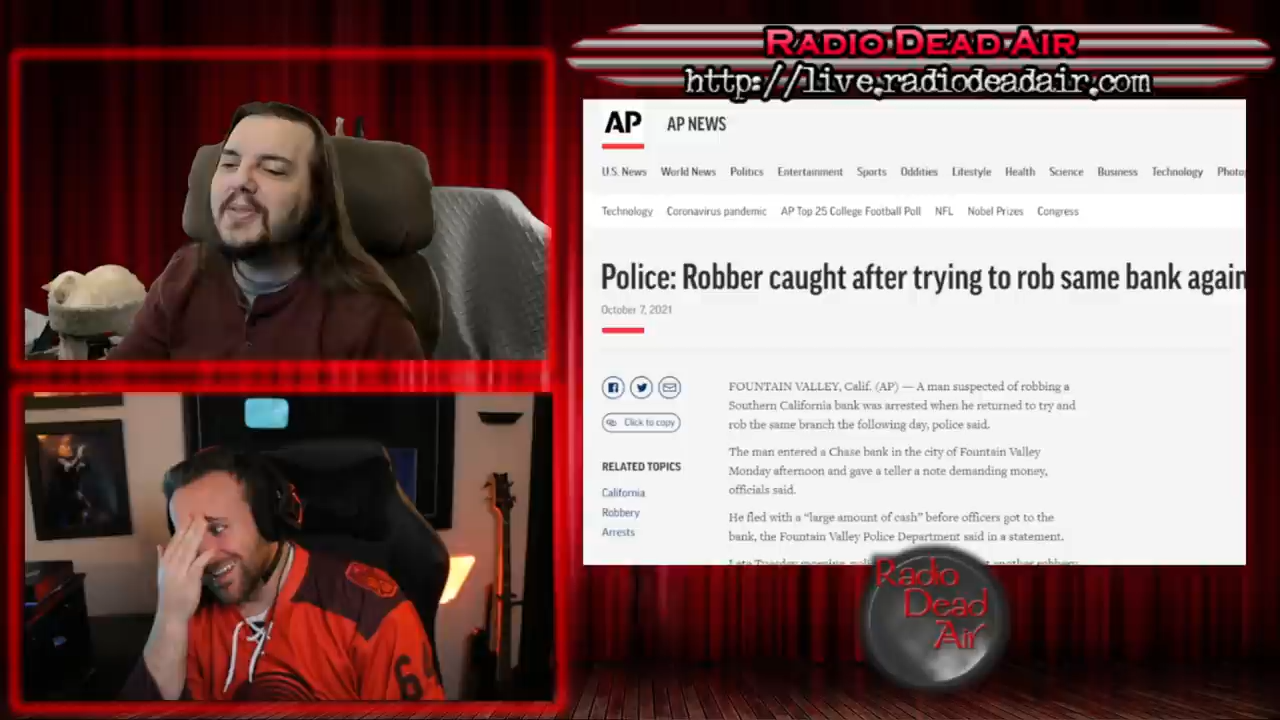 RADIO DEAD AIR
http://live.radiodeadair.com
AP AP NEWS
U.S. News World News Politics Entertainment Sports Oddities Lifestyle Health Science Business Technology Photo
Technology Coronavirus pandemic AP Top 25 College Football Poll NFL Nobel Prizes Congress
Police: Robber caught after trying to rob same bank again
October 7, 2021
Click to copy
RELATED TOPICS
California
Robbery
Arrests
FOUNTAIN VALLEY, Calif. (AP) — A man suspected of robbing a
Southern California bank was arrested when he returned to try and
rob the same branch the following day, police said.
The man entered a Chase bank in the city of Fountain Valley
Monday afternoon and gave a teller a note demanding money,
officials said.
He fled with a “large amount of cash” before officers got to the
bank, the Fountain Valley Police Department said in a statement.
Radio
Dead
Air
64